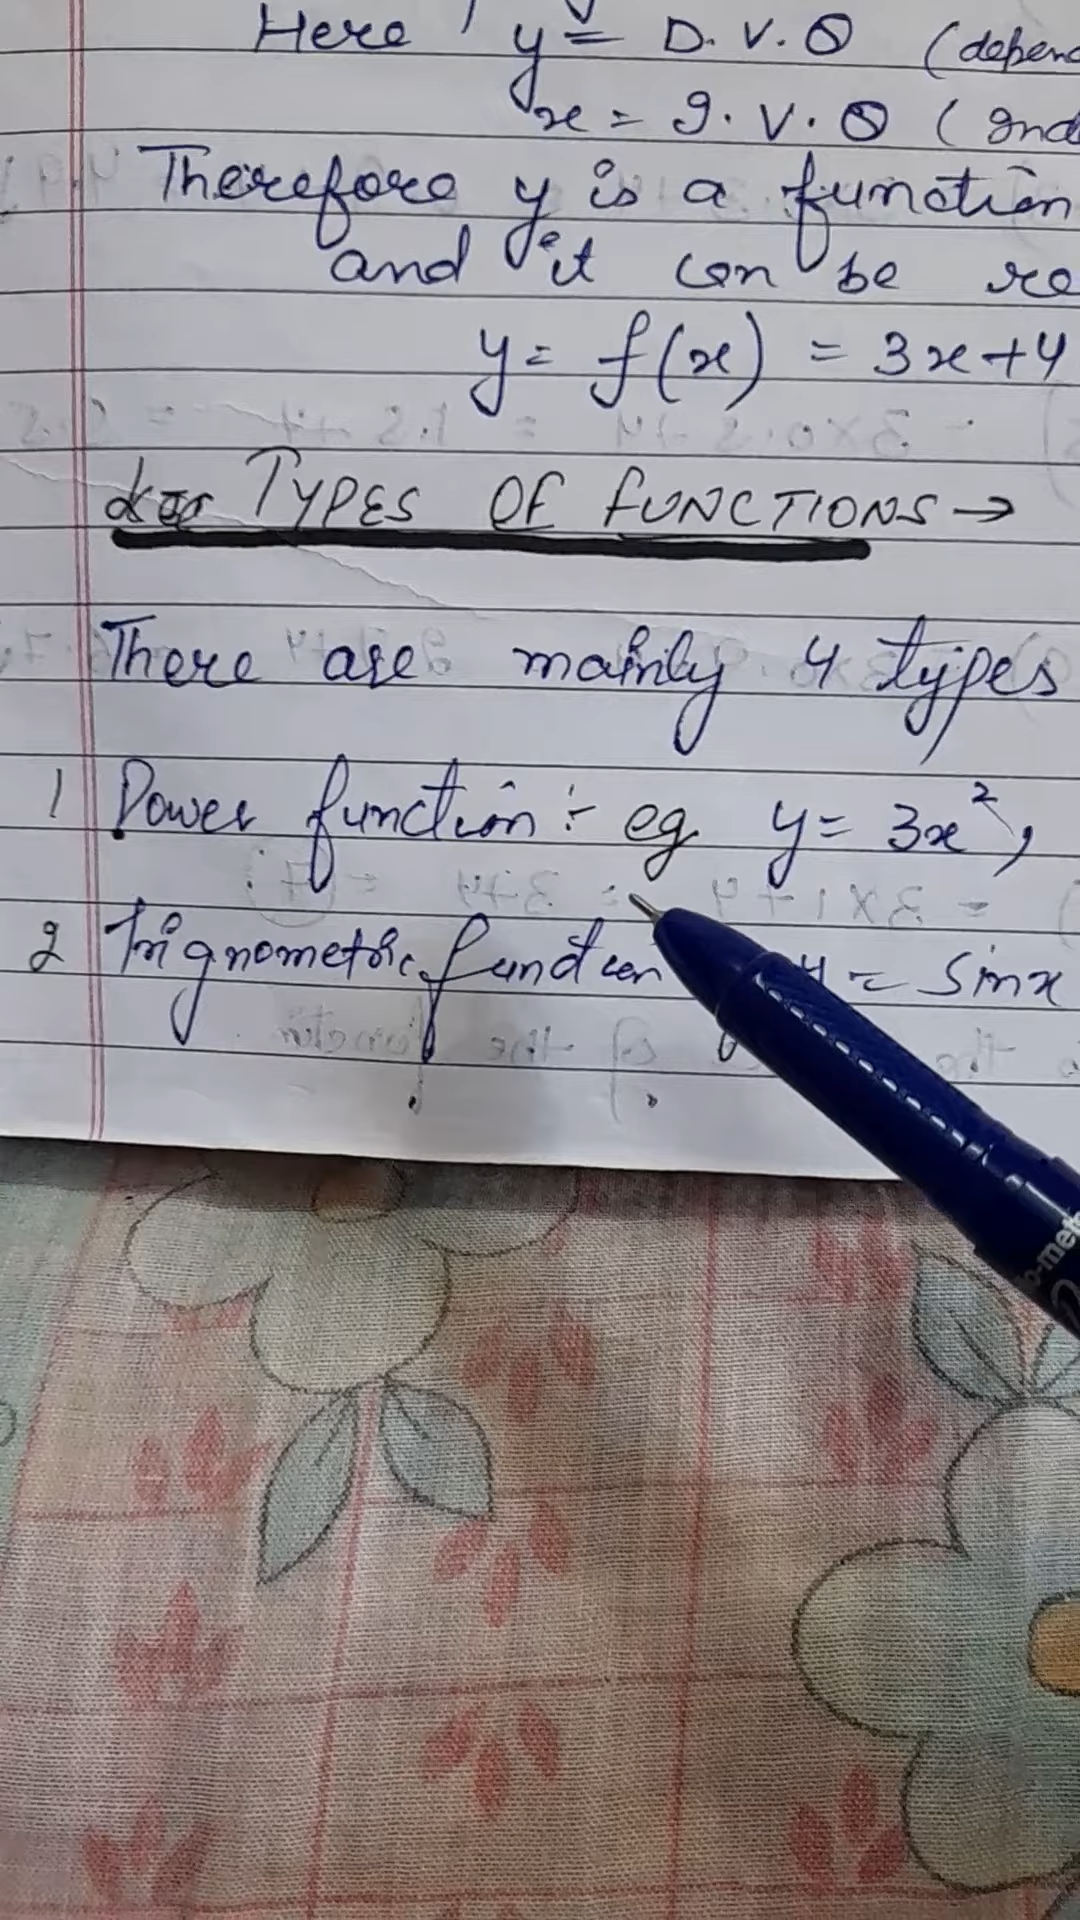 Here y = D.V. (depend
x = I.V. (Ind
Therefore y is a function
and it can be re
y = f(x) = 3x+4
TYPES OF FUNCTIONS →
There are mainly 4 types
1 Power function :- eg y = 3x²,
2 Trignometric function y = Sinx